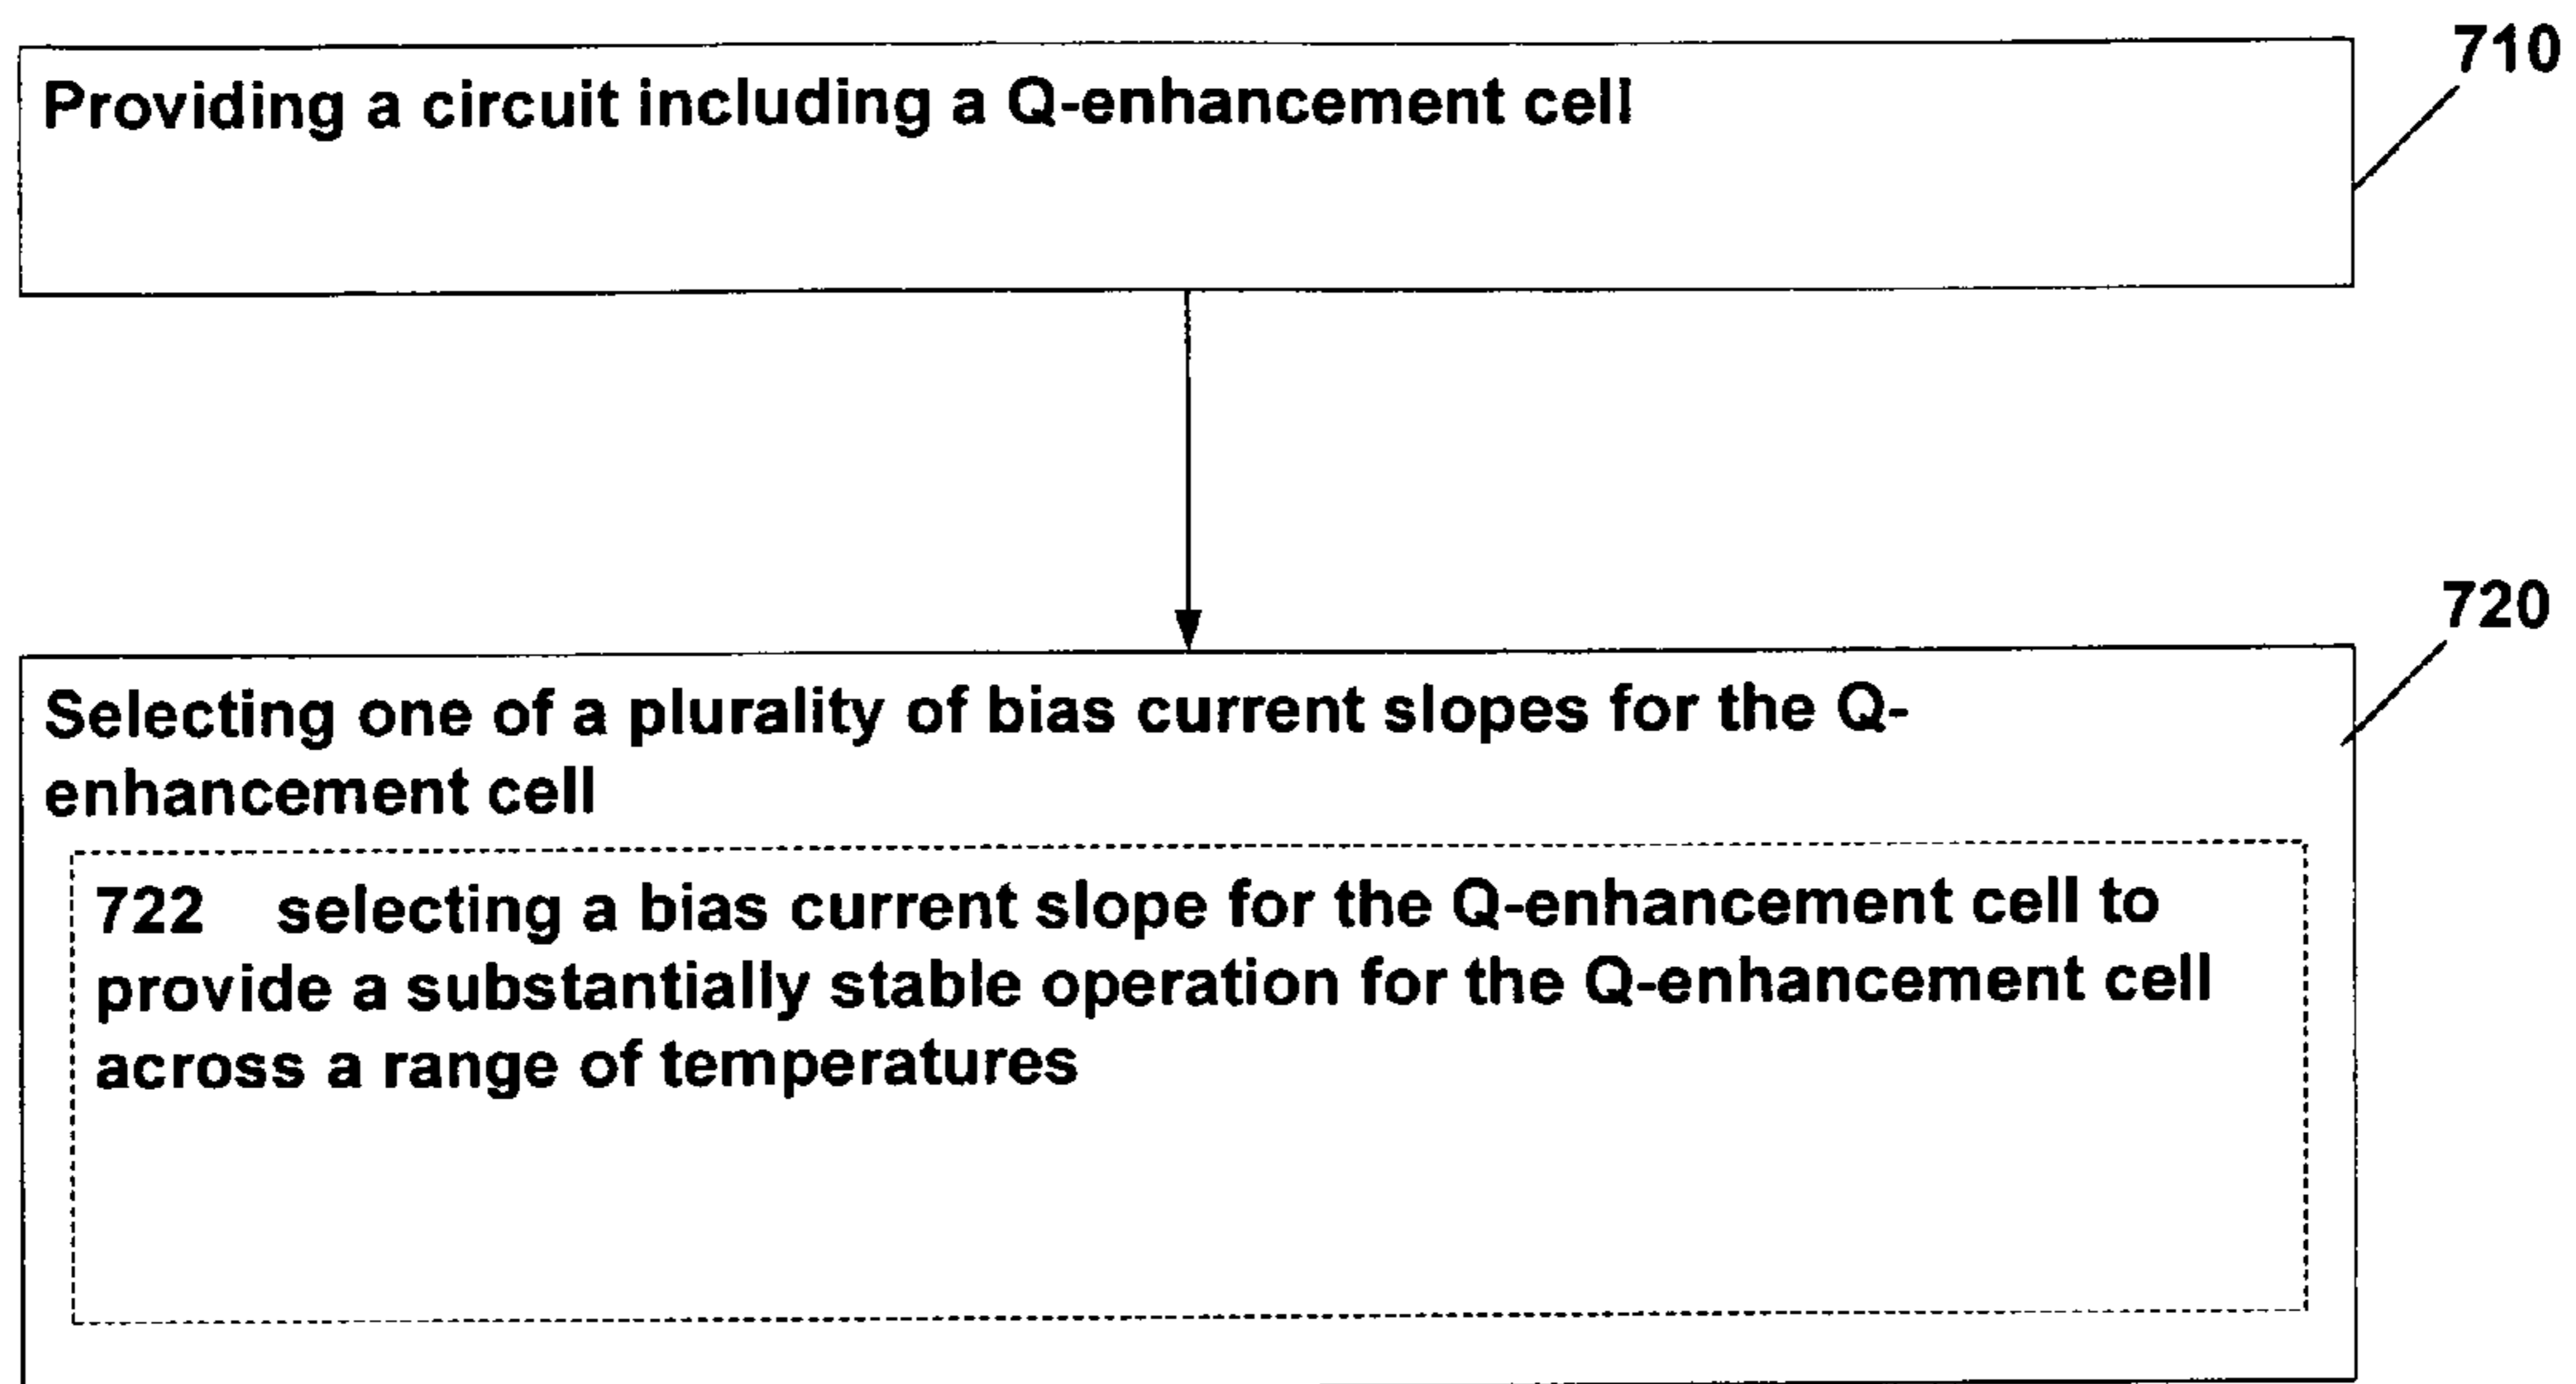 710
Providing a circuit including a Q-enhancement cell
720
Selecting one of a plurality of bias current slopes for the Q-
enhancement cell
722 selecting a bias current slope for the Q-enhancement cell to
provide a substantially stable operation for the Q-enhancement cell
across a range of temperatures